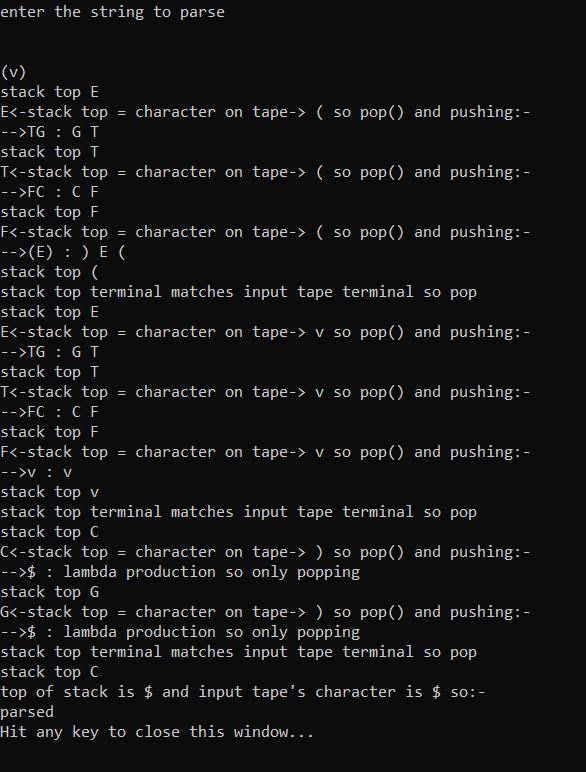 enter the string to parse
(v)
stack top E
E<-stack top = character on tape-> ( so pop() and pushing:-
-->TG : G T
stack top T
T<-stack top = character on tape-> ( so pop() and pushing:-
-->FC : C F
stack top F
F<-stack top = character on tape-> ( so pop() and pushing:-
-->(E) : ) E (
stack top (
stack top terminal matches input tape terminal so pop
stack top E
E<-stack top = character on tape-> v so pop() and pushing:-
-->TG : G T
stack top T
T<-stack top = character on tape-> v so pop() and pushing:-
-->FC : C F
stack top F
F<-stack top = character on tape-> v so pop() and pushing:-
-->v : v
stack top v
stack top terminal matches input tape terminal so pop
stack top C
C<-stack top = character on tape-> ) so pop() and pushing:-
-->$ : lambda production so only popping
stack top G
G<-stack top = character on tape-> ) so pop() and pushing:-
-->$ : lambda production so only popping
stack top terminal matches input tape terminal so pop
stack top C
top of stack is $ and input tape's character is $ so:-
parsed
Hit any key to close this window...